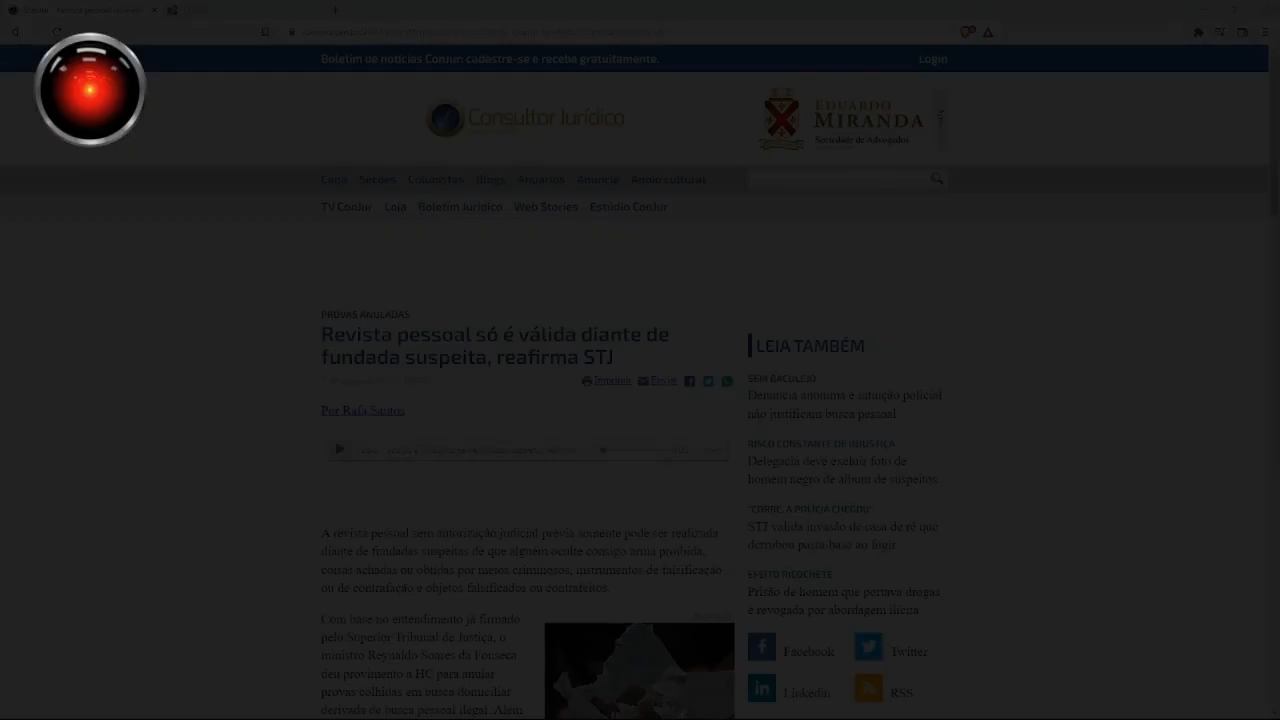 Boletim de notícias ConJur: cadastre-se e receba gratuitamente.
Login
Consultor Jurídico
EDUARDO
MIRANDA
Sociedade de Advogados
Capa Seções Colunistas Blogs Anuários Anuncie Apoio cultural
TV ConJur Loja Boletim Jurídico Web Stories Estúdio ConJur
PROVAS ANULADAS
Revista pessoal só é válida diante de
fundada suspeita, reafirma STJ
Imprimir Enviar
Por Rafa Santos
A revista pessoal sem autorização judicial prévia somente pode ser realizada
diante de fundadas suspeitas de que alguém oculte consigo arma proibida,
coisas achadas ou obtidas por meios criminosos, instrumentos de falsificação
ou de contrafação e objetos falsificados ou contrafeitos.
Com base no entendimento já firmado
pelo Superior Tribunal de Justiça, o
ministro Reynaldo Soares da Fonseca
deu provimento a HC para anular
provas colhidas em busca domiciliar
derivada de busca pessoal ilegal. Além
LEIA TAMBÉM
SEM BACULEJO
Denúncia anônima e intuição policial
não justificam busca pessoal
RISCO CONSTANTE DE INJUSTIÇA
Delegacia deve excluir foto de
homem negro de álbum de suspeitos
"CORRE, A POLÍCIA CHEGOU"
STJ valida invasão de casa de ré que
derrubou pasta-base ao fugir
EFEITO RICOCHETE
Prisão de homem que portava drogas
é revogada por abordagem ilícita
Facebook Twitter
Linkedin RSS